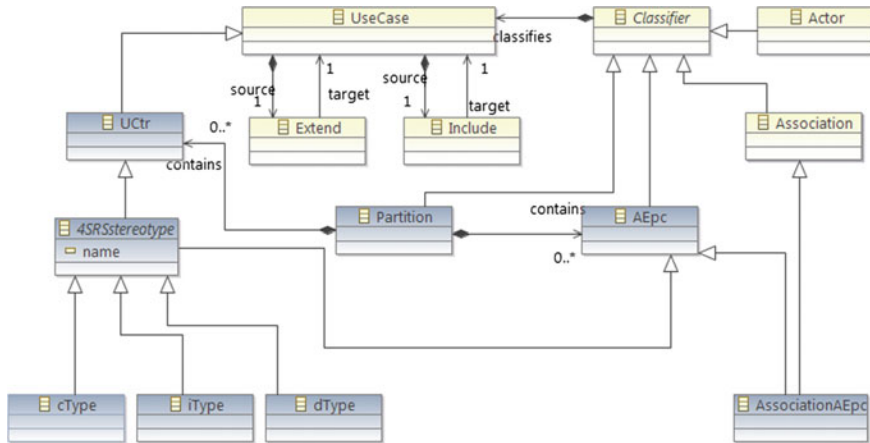 UseCase
Classifier
Actor
classifies
source
1
1
target
source
1
1
target
UCtr
0..*
contains
Extend
Include
Association
4SRSstereotype
name
Partition
contains
0..*
AEpc
cType
iType
dType
AssociationAEpc